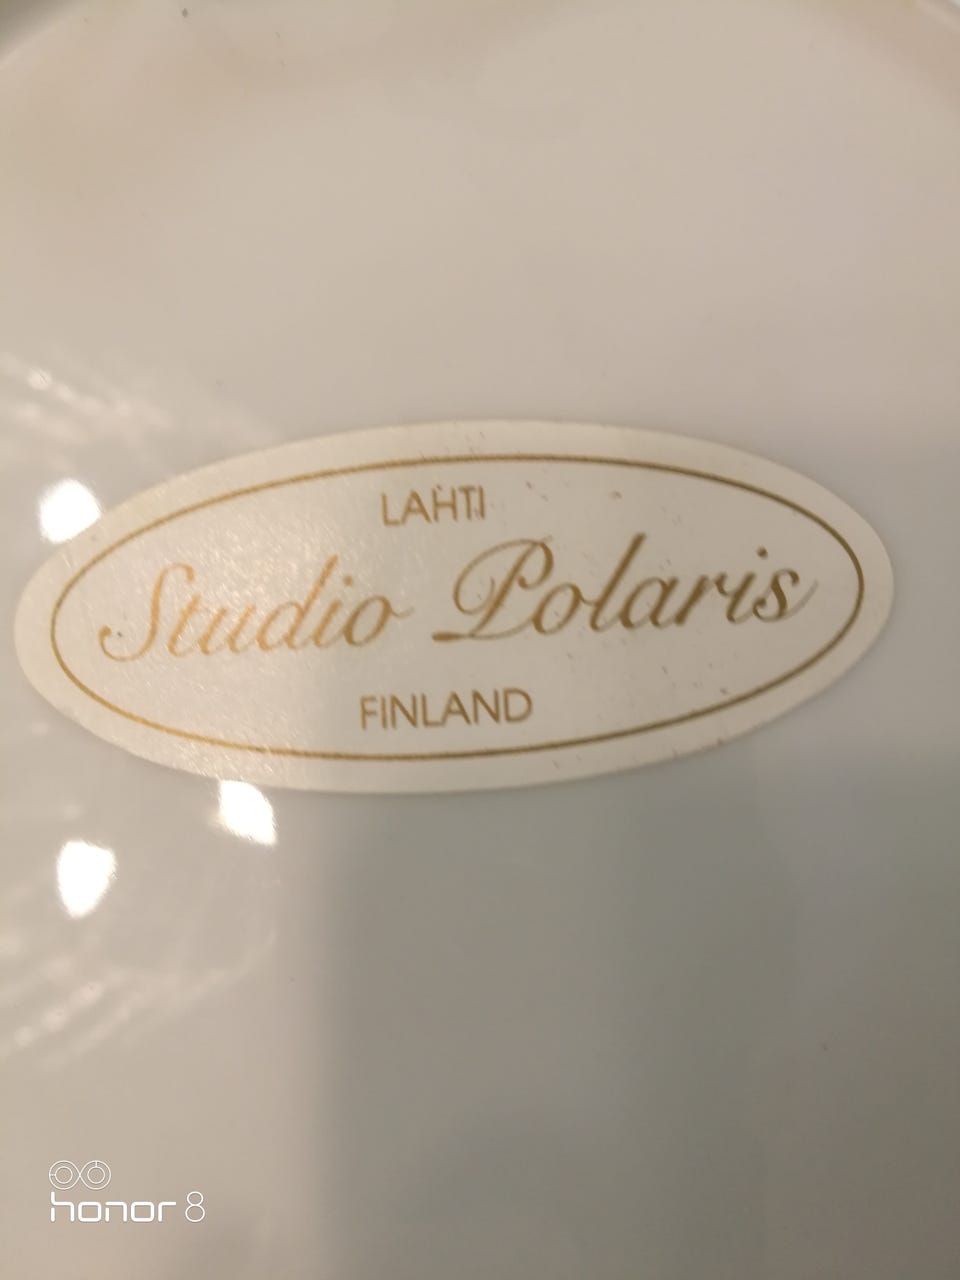 LAHTI
Studio Polaris
FINLAND
honor 8